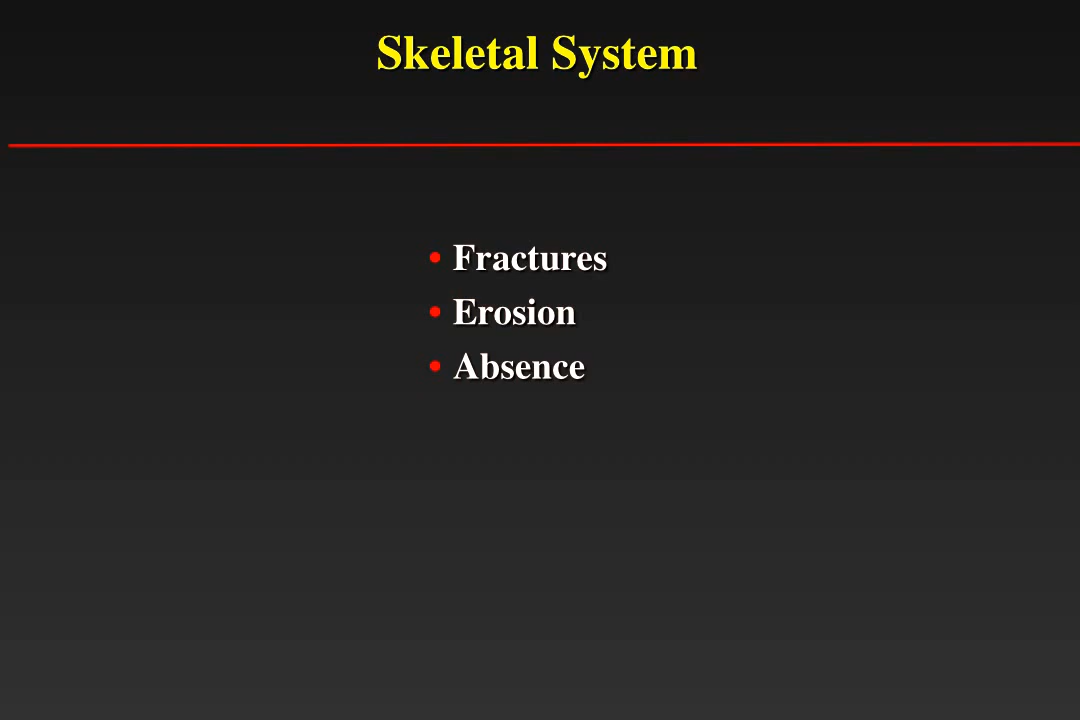 Skeletal System
• Fractures
• Erosion
• Absence